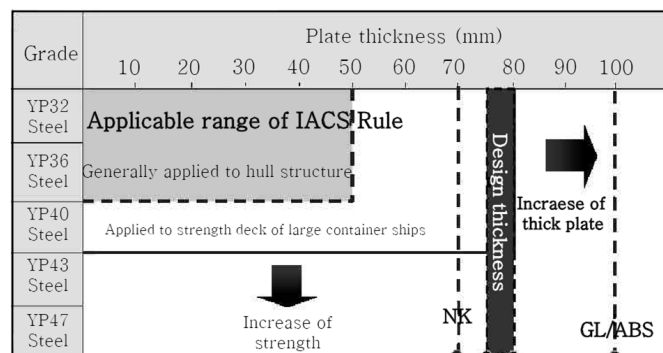 Grade
Plate thickness (mm)
10 20 30 40 50 60 70 80 90 100
YP32
Steel
Applicable range of IACS Rule
YP36
Steel
Generally applied to hull structure
YP40
Steel
Applied to strength deck of large container ships
YP43
Steel
YP47
Steel
Increase of
strength
NK
Design thickness
Incraese of
thick plate
GL/ABS